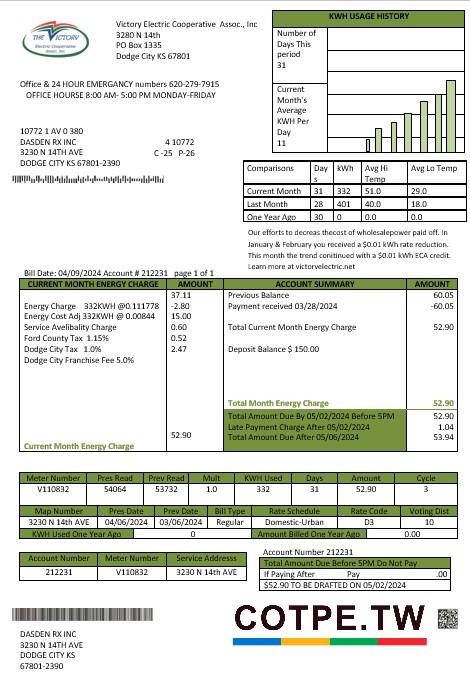 THE VICTORY
Electric Cooperative
Assn., Inc.
Victory Electric Cooperative Assoc., Inc
3280 N 14th
PO Box 1335
Dodge City KS 67801
Office & 24 HOUR EMERGANCY numbers 620-279-7915
OFFICE HOURSE 8:00 AM- 5:00 PM MONDAY-FRIDAY
KWH USAGE HISTORY
Number of
Days This
period
31
Current
Month's
Average
KWH Per
Day
11
10772 1 AV 0 380
DASDEN RX INC 4 10772
3230 N 14TH AVE C -25 P-26
DODGE CITY KS 67801-2390
Comparisons Day s kWh Avg Hi Temp Avg Lo Temp
Current Month 31 332 51.0 29.0
Last Month 28 401 40.0 18.0
One Year Ago 30 0 0.0 0.0
Our efforts to decreas thecost of wholesalepower paid off. In
January & February you received a $0.01 kWh rate reduction.
This month the trend conitinued with a $0.01 kWh ECA credit.
Learn more at victorvelectric.net
Bill Date: 04/09/2024 Account # 212231 page 1 of 1
CURRENT MONTH ENERGY CHARGE AMOUNT ACCOUNT SUMMARY AMOUNT
37.11 Previous Balance 60.05
Energy Charge 332KWH @0.111778 -2.80 Payment received 03/28/2024 -60.05
Energy Cost Adj 332KWH @ 0.00844 15.00
Service Avelibality Charge 0.60 Total Current Month Energy Charge 52.90
Ford County Tax 1.15% 0.52
Dodge City Tax 1.0% 2.47 Deposit Balance $ 150.00
Dodge City Franchise Fee 5.0%
Total Month Energy Charge 52.90
Total Amount Due By 05/02/2024 Before 5PM 52.90
Late Payment Charge After 05/02/2024 1.04
52.90 Total Amount Due After 05/06/2024 53.94
Current Month Energy Charge
Meter Number Pres Read Prev Read Mult KWH Used Days Amount Cycle
V110832 54064 53732 1.0 332 31 52.90 3
Map Number Pres Date Prev Date Bill Type Rate Schedule Rate Code Voting Dist
3230 N 14th AVE 04/06/2024 03/06/2024 Regular Domestic-Urban D3 10
KWH Used One Year Ago 0 Amount Billed One Year Ago 0.00
Account Number Meter Number Service Addresss
212231 V110832 3230 N 14th AVE
Account Number 212231
Total Amount Due Before 5PM Do Not Pay
If Paying After Pay .00
$52.90 TO BE DRAFTED ON 05/02/2024
COTPE.TW
DASDEN RX INC
3230 N 14TH AVE
DODGE CITY KS
67801-2390